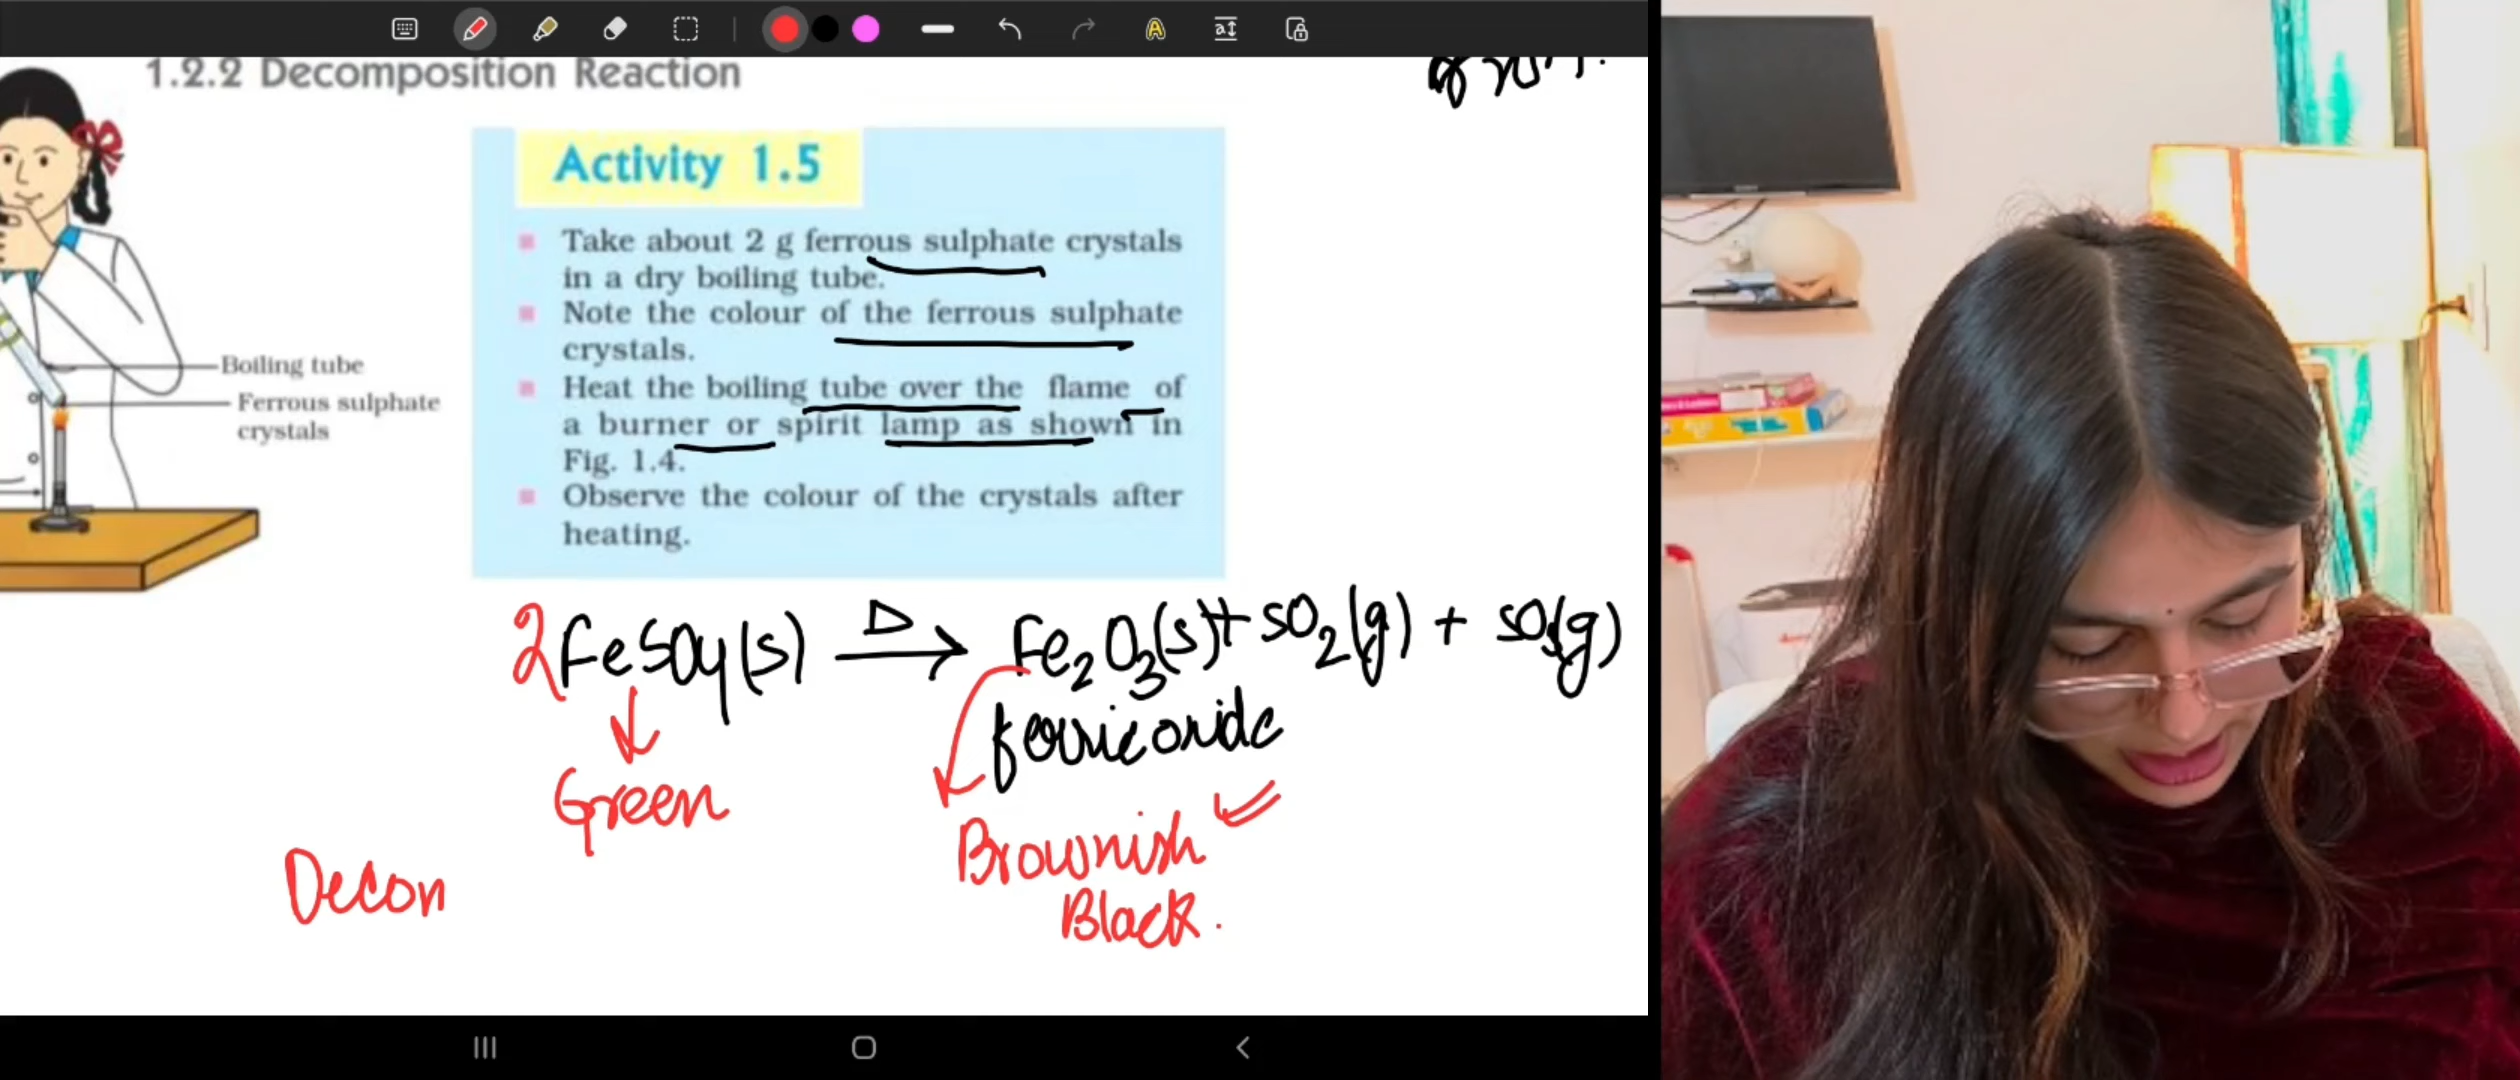 1.2.2 Decomposition Reaction
Activity 1.5
Take about 2 g ferrous sulphate crystals
in a dry boiling tube.
Note the colour of the ferrous sulphate
crystals.
Heat the boiling tube over the flame of
a burner or spirit lamp as shown in
Fig. 1.4.
Observe the colour of the crystals after
heating.
Boiling tube
Ferrous sulphate
crystals
2FeSO4(s) Δ→ Fe2O3(s) + SO2(g) + SO3(g)
ferric oxide
Green
Brownish
Black.
Decom